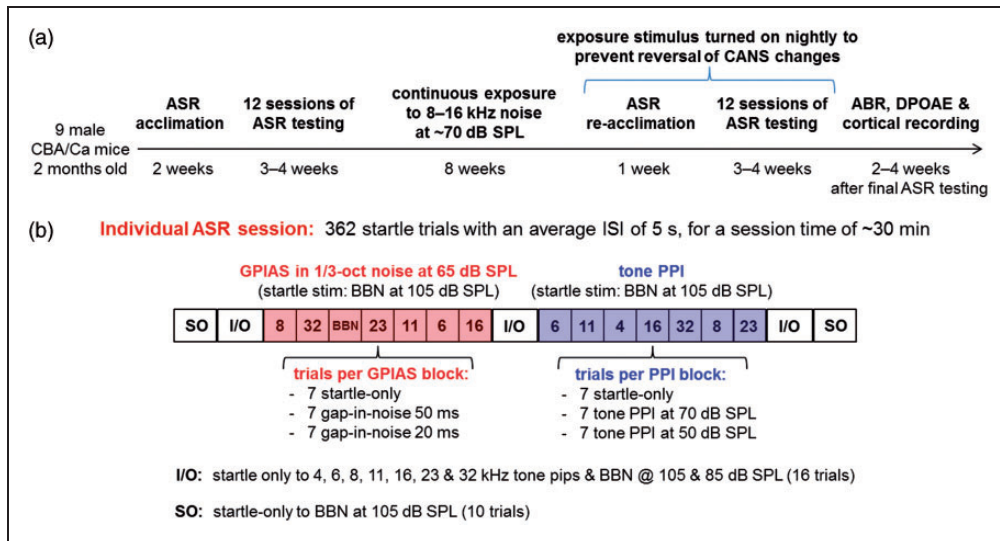 (a)
exposure stimulus turned on nightly to
prevent reversal of CANS changes
9 male
CBA/Ca mice
2 months old
ASR
acclimation
2 weeks
12 sessions of
ASR testing
3–4 weeks
continuous exposure
to 8–16 kHz noise
at ~70 dB SPL
8 weeks
ASR
re-acclimation
1 week
12 sessions of
ASR testing
3–4 weeks
ABR, DPOAE &
cortical recording
2–4 weeks
after final ASR testing
(b)
Individual ASR session: 362 startle trials with an average ISI of 5 s, for a session time of ~30 min
GPIAS in 1/3-oct noise at 65 dB SPL
(startle stim: BBN at 105 dB SPL)
tone PPI
(startle stim: BBN at 105 dB SPL)
SO I/O 8 32 BBN 23 11 6 16 I/O 6 11 4 16 32 8 23 I/O SO
trials per GPIAS block:
- 7 startle-only
- 7 gap-in-noise 50 ms
- 7 gap-in-noise 20 ms
trials per PPI block:
- 7 startle-only
- 7 tone PPI at 70 dB SPL
- 7 tone PPI at 50 dB SPL
I/O: startle only to 4, 6, 8, 11, 16, 23 & 32 kHz tone pips & BBN @ 105 & 85 dB SPL (16 trials)
SO: startle-only to BBN at 105 dB SPL (10 trials)